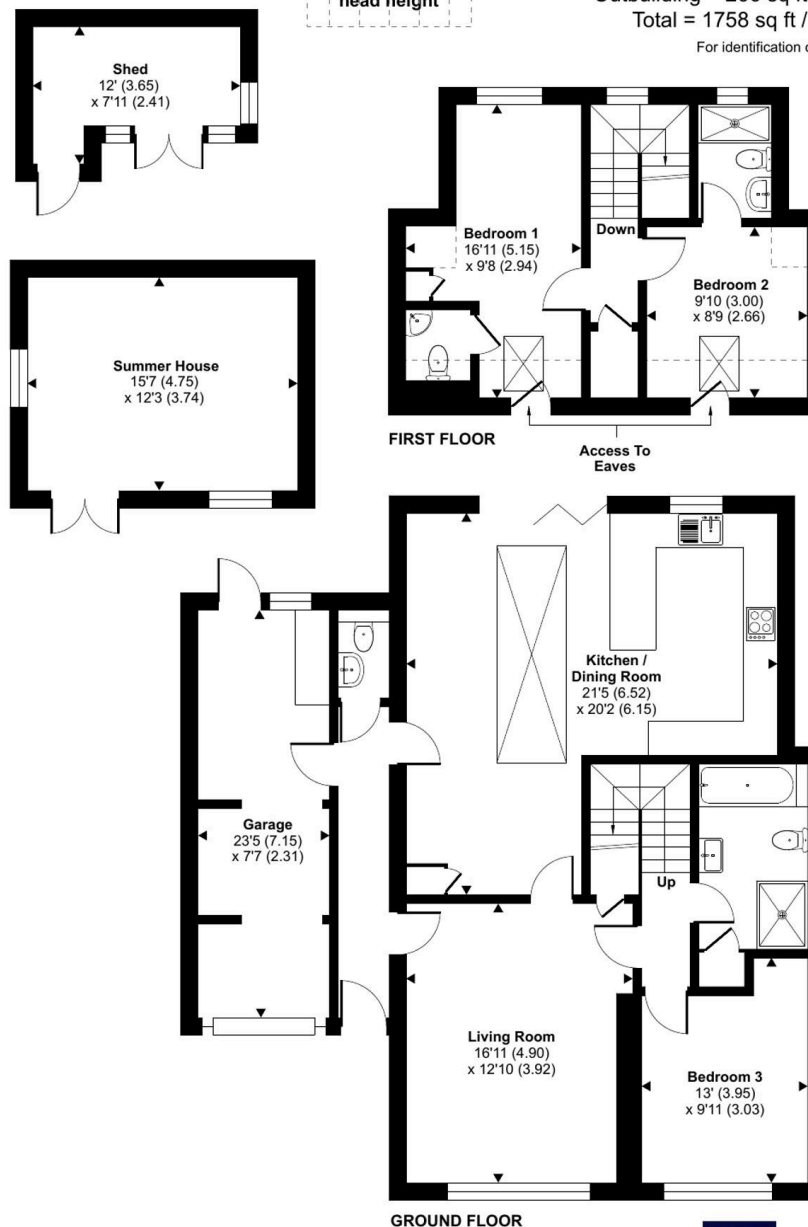 head height
Total = 1758 sq ft /
For identification
Shed
12' (3.65)
x 7'11 (2.41)
Summer House
15'7 (4.75)
x 12'3 (3.74)
Bedroom 1
16'11 (5.15)
x 9'8 (2.94)
Down
Bedroom 2
9'10 (3.00)
x 8'9 (2.66)
FIRST FLOOR
Access To
Eaves
Kitchen /
Dining Room
21'5 (6.52)
x 20'2 (6.15)
Garage
23'5 (7.15)
x 7'7 (2.31)
Up
Living Room
16'11 (4.90)
x 12'10 (3.92)
Bedroom 3
13' (3.95)
x 9'11 (3.03)
GROUND FLOOR